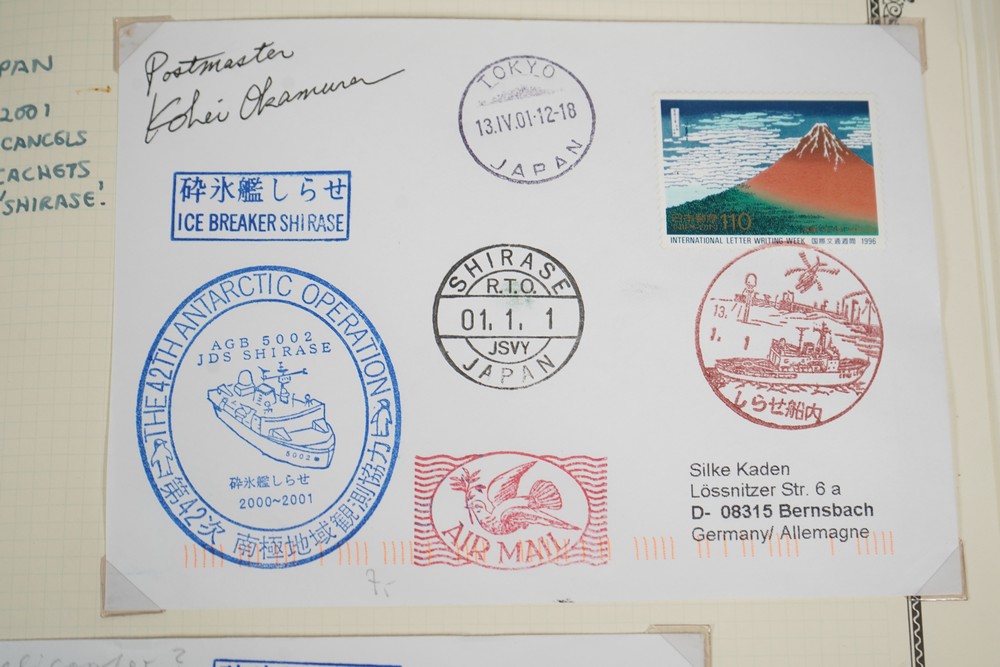 PAN
2001
CANCELS
CACHETS
'SHIRASE'
Postmaster
Kohei Okamura
TOKYO
13.IV.01-12-18
JAPAN
砕氷艦しらせ
ICE BREAKER SHIRASE
日本郵便 110
NIPPON
INTERNATIONAL LETTER WRITING WEEK 国際文通週間 1996
THE 42TH ANTARCTIC OPERATION
AGB 5002
JDS SHIRASE
5002
砕氷艦しらせ
2000~2001
第42次 南極地域観測協力
SHIRASE
R.T.O.
01. 1. 1
JSVY
JAPAN
13.
1. 1
しらせ船内
AIR MAIL
Silke Kaden
Lössnitzer Str. 6 a
D- 08315 Bernsbach
Germany/ Allemagne
7,-
helicopter ?